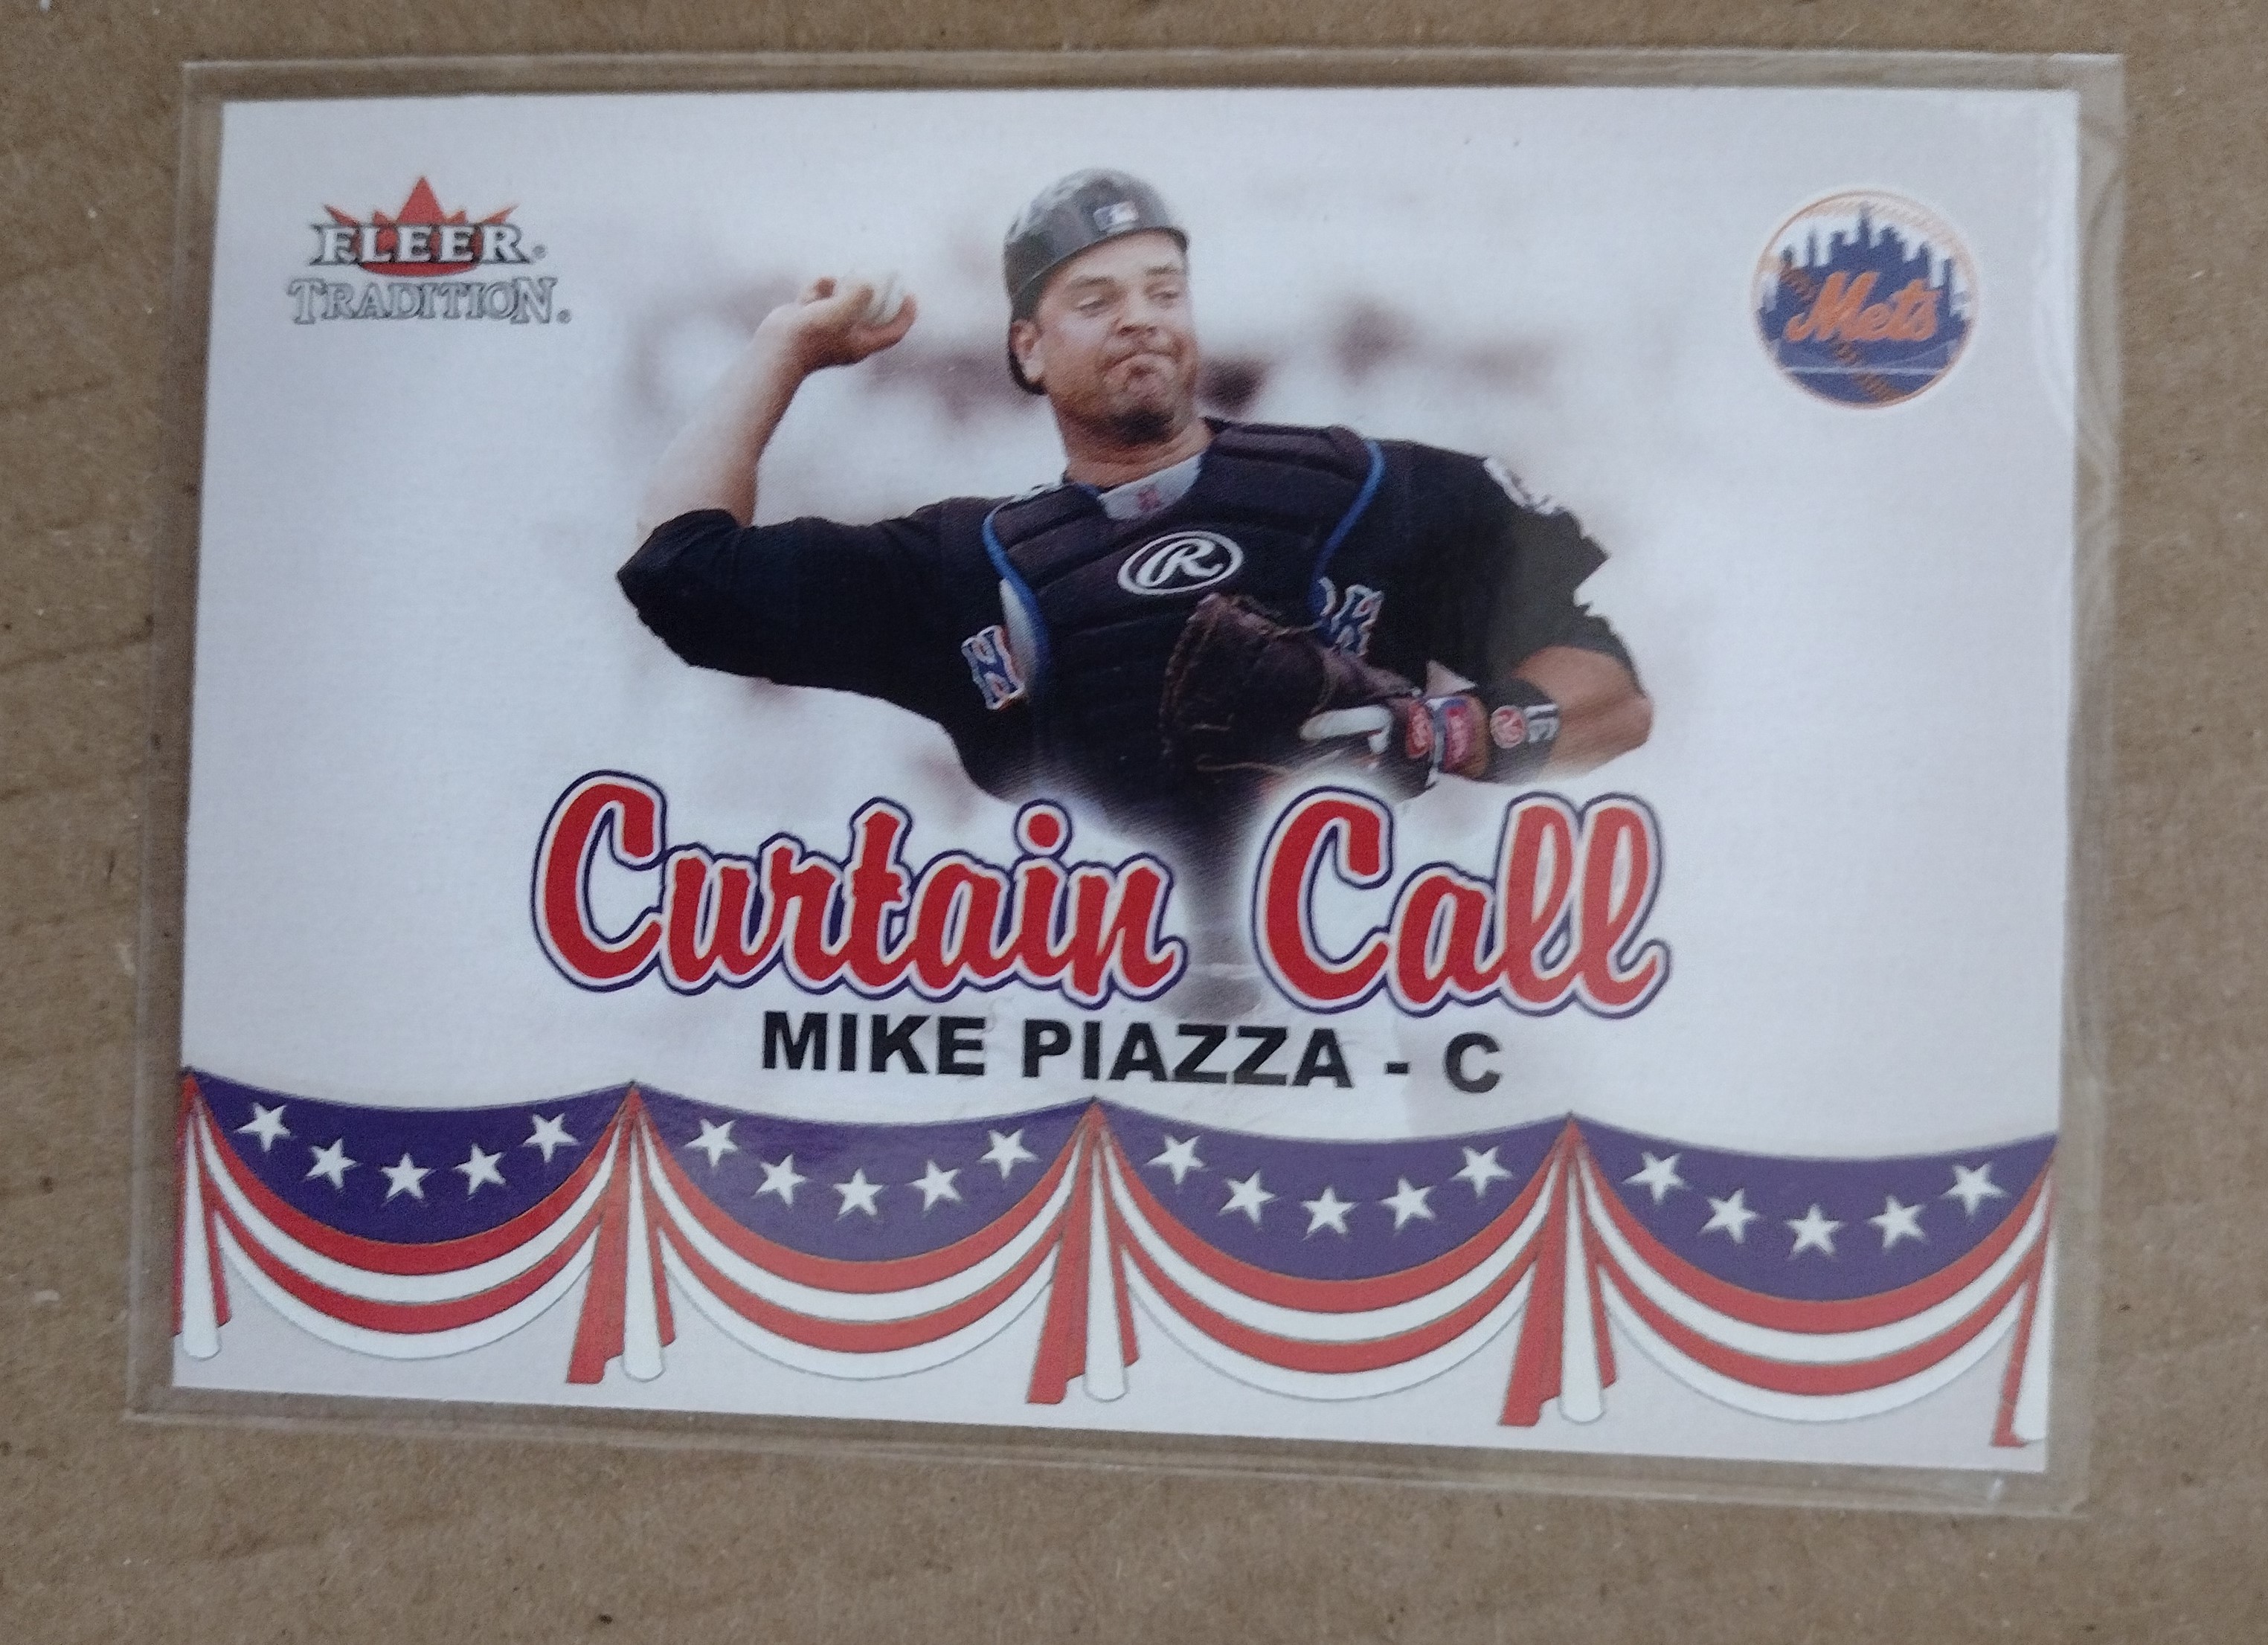 FLEER®
TRADITION®
Mets
R
Curtain Call
MIKE PIAZZA - C